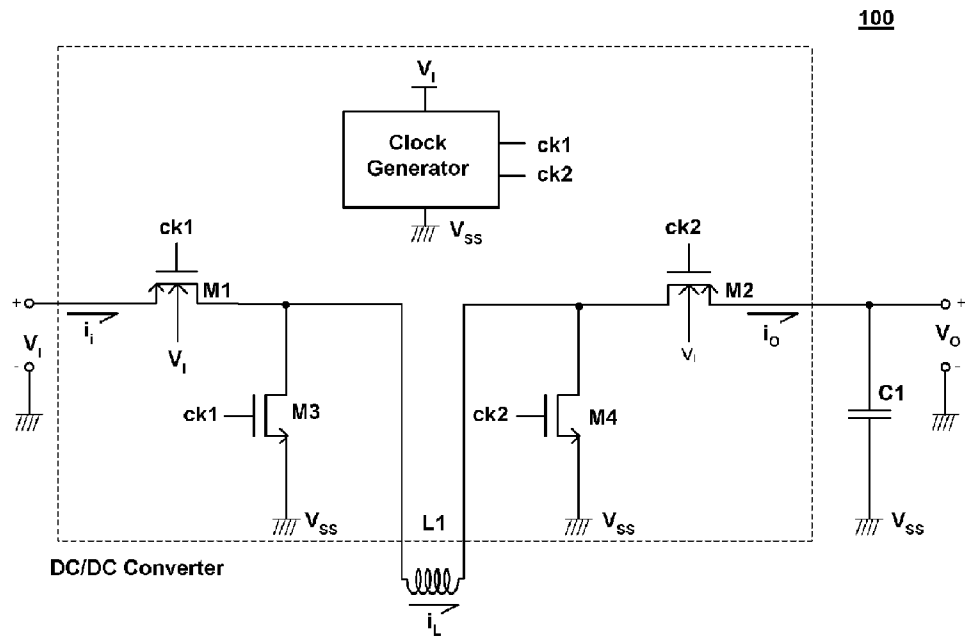 100
V_I
Clock
Generator
ck1
ck2
V_SS
ck1
ck2
+
M1
M2
+
i_i
i_O
V_I
V_I
V_I
V_O
-
-
C1
ck1
M3
ck2
M4
V_SS
L1
V_SS
V_SS
DC/DC Converter
i_L